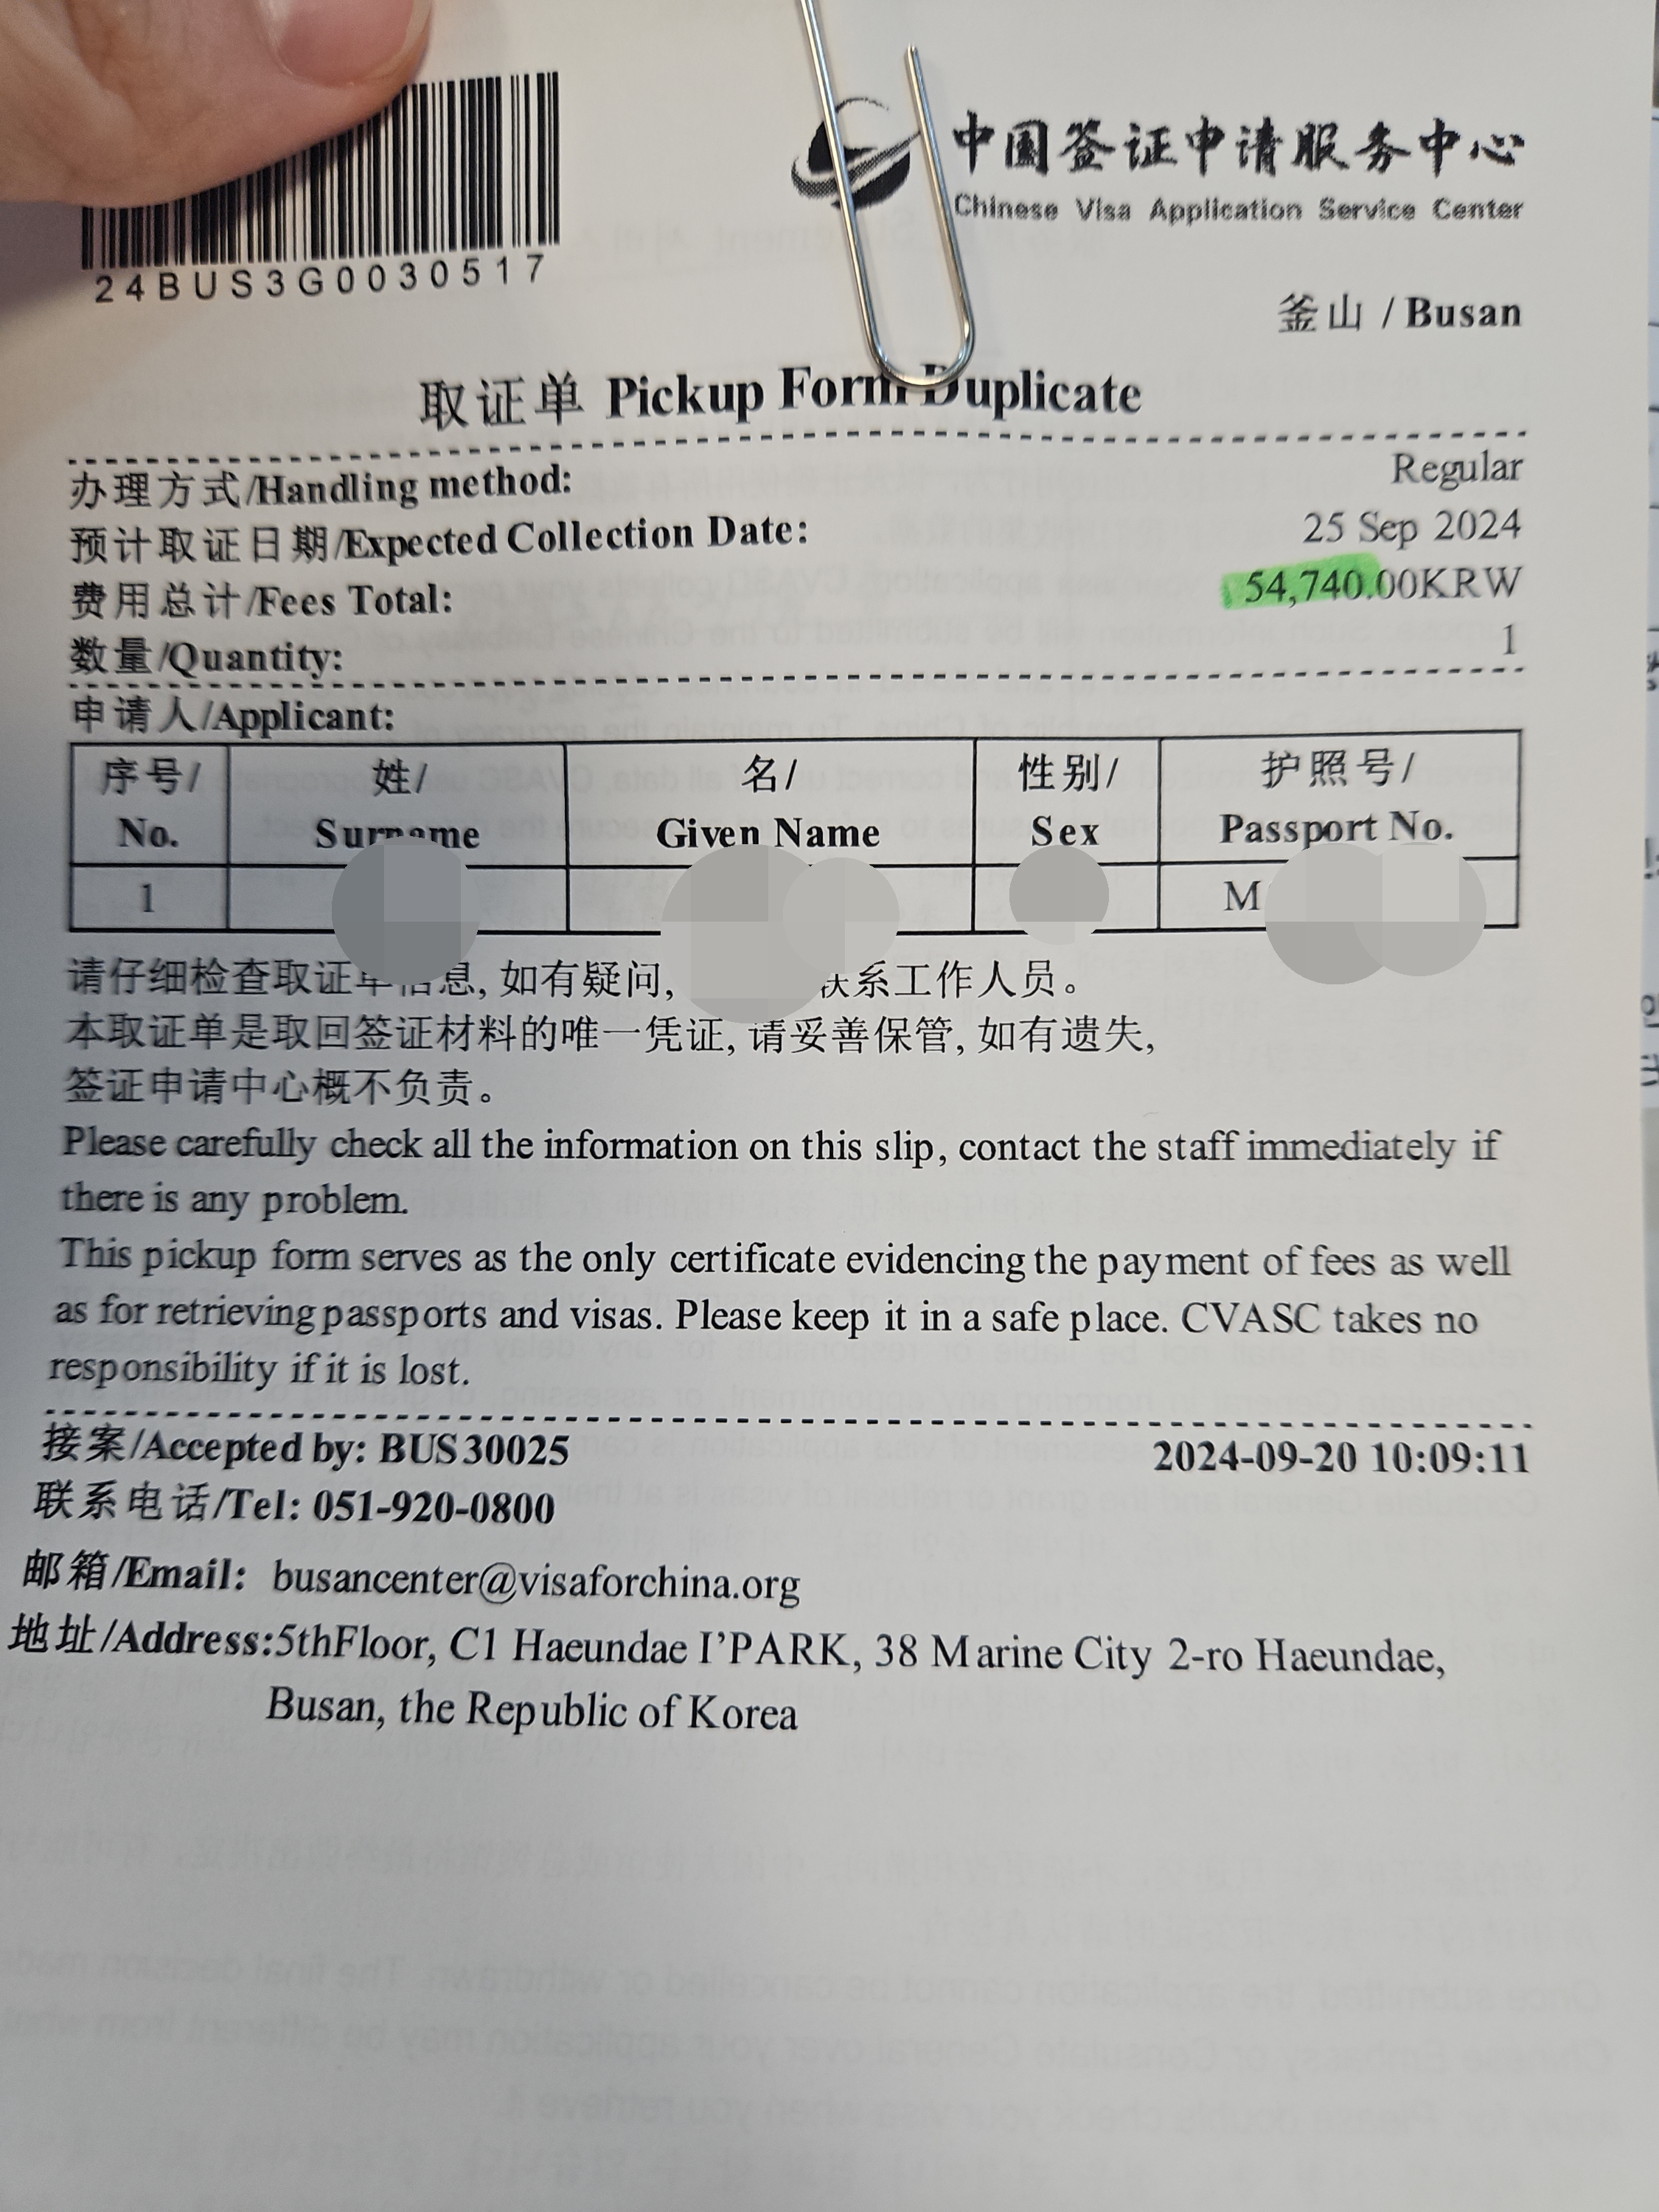 中国签证申请服务中心
Chinese Visa Application Service Center
24BUS3G0030517
釜山 / Busan
取证单 Pickup Form Duplicate
办理方式/Handling method: Regular
预计取证日期/Expected Collection Date: 25 Sep 2024
费用总计/Fees Total: 54,740.00KRW
数量/Quantity: 1
申请人/Applicant:
序号/ 姓/ 名/ 性别/ 护照号/
No. Surname Given Name Sex Passport No.
1 M
请仔细检查取证单信息, 如有疑问, 联系工作人员。
本取证单是取回签证材料的唯一凭证, 请妥善保管, 如有遗失,
签证申请中心概不负责。
Please carefully check all the information on this slip, contact the staff immediately if
there is any problem.
This pickup form serves as the only certificate evidencing the payment of fees as well
as for retrieving passports and visas. Please keep it in a safe place. CVASC takes no
responsibility if it is lost.
接案/Accepted by: BUS30025 2024-09-20 10:09:11
联系电话/Tel: 051-920-0800
邮箱/Email: busancenter@visaforchina.org
地址/Address:5thFloor, C1 Haeundae I'PARK, 38 Marine City 2-ro Haeundae,
Busan, the Republic of Korea